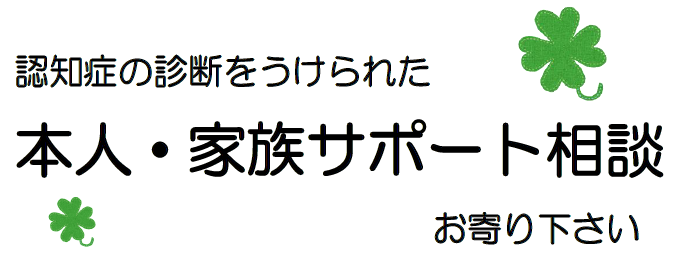 認知症の診断をうけられた
本人・家族サポート相談
お寄り下さい